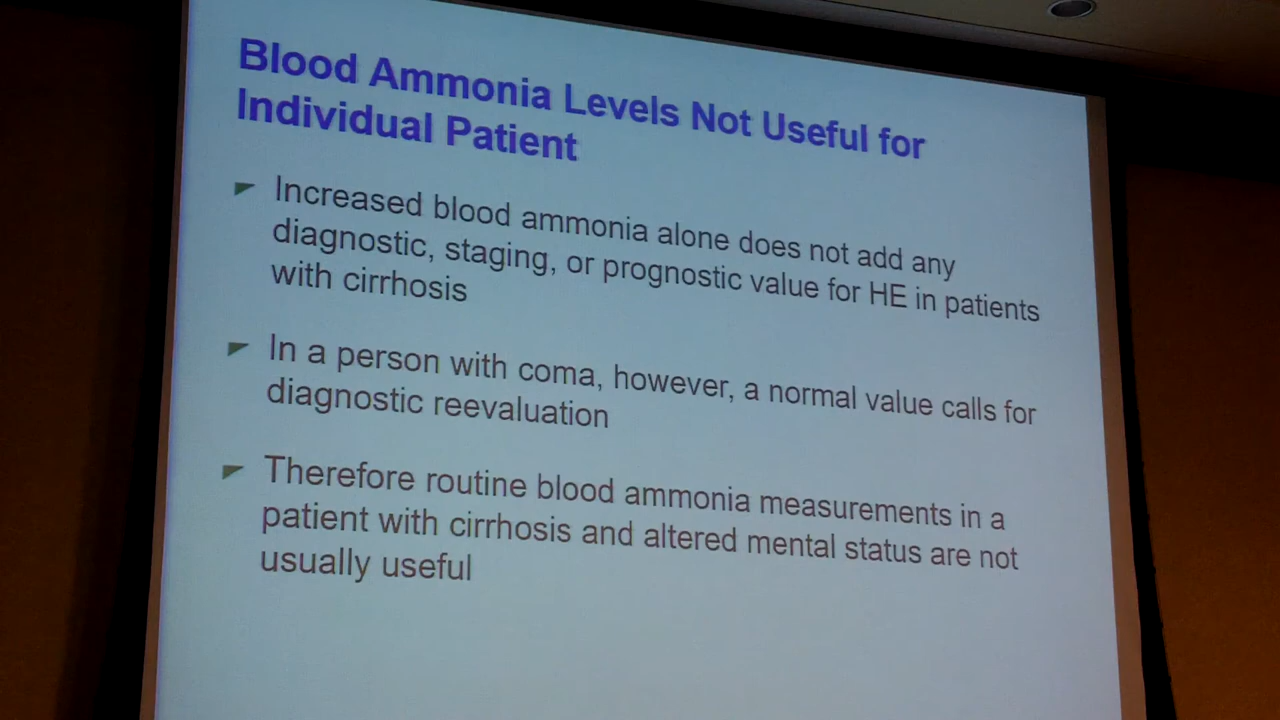 Blood Ammonia Levels Not Useful for
Individual Patient
Increased blood ammonia alone does not add any
diagnostic, staging, or prognostic value for HE in patients
with cirrhosis
In a person with coma, however, a normal value calls for
diagnostic reevaluation
Therefore routine blood ammonia measurements in a
patient with cirrhosis and altered mental status are not
usually useful